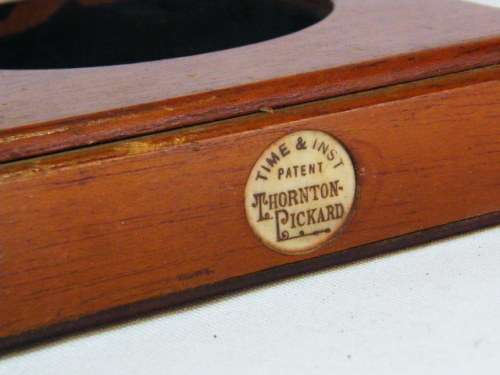 TIME & INST
PATENT
THORNTON-
PICKARD